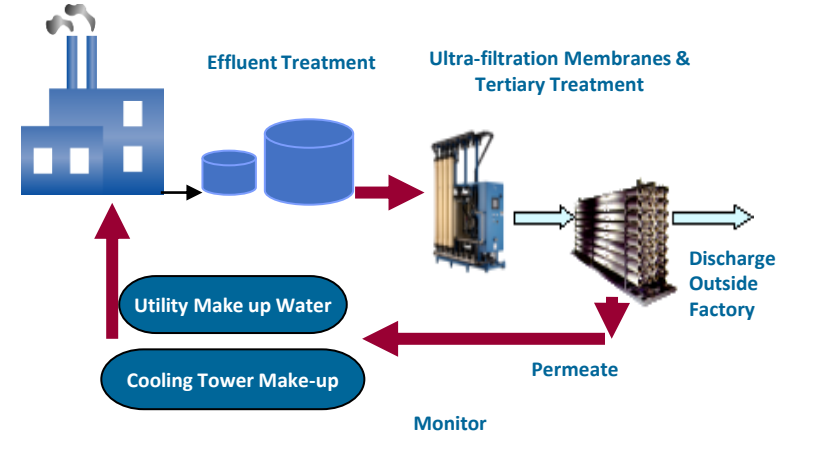 Effluent Treatment
Ultra-filtration Membranes &
Tertiary Treatment
Discharge
Outside
Factory
Utility Make up Water
Cooling Tower Make-up
Permeate
Monitor